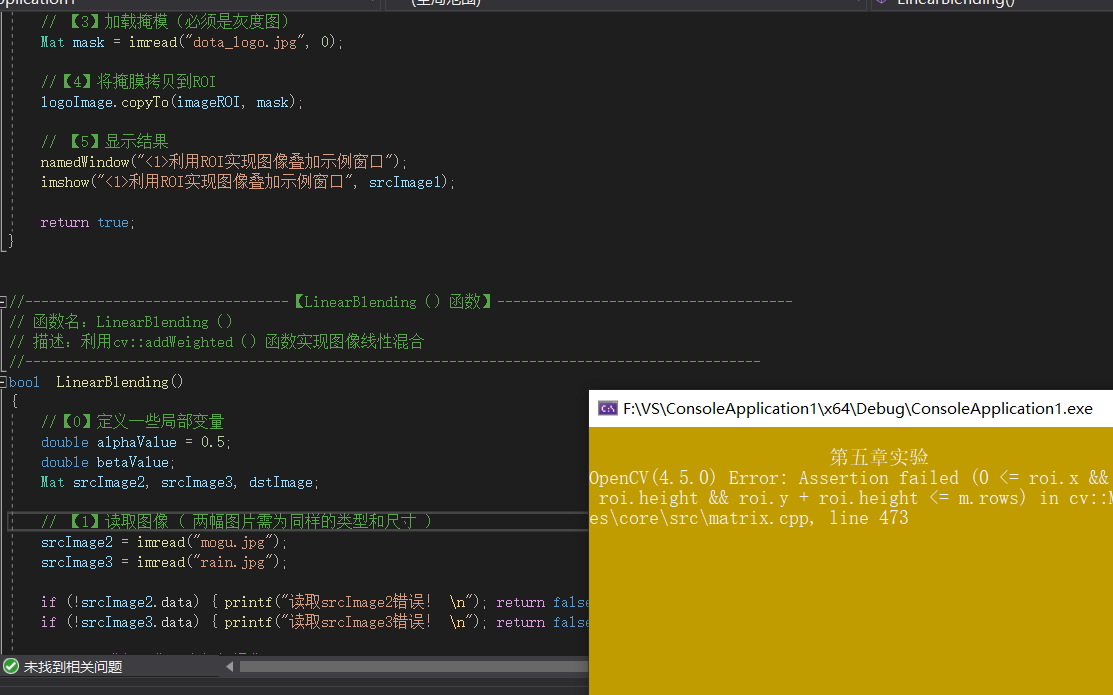 (全局范围)
LinearBlending()
// 【3】加载掩模（必须是灰度图）
Mat mask = imread("dota_logo.jpg", 0);
//【4】将掩膜拷贝到ROI
logoImage.copyTo(imageROI, mask);
// 【5】显示结果
namedWindow("<1>利用ROI实现图像叠加示例窗口");
imshow("<1>利用ROI实现图像叠加示例窗口", srcImage1);
return true;
}
//---------------------------------【LinearBlending（）函数】-------------------------------------
// 函数名：LinearBlending（）
// 描述：利用cv::addWeighted（）函数实现图像线性混合
//--------------------------------------------------------------------------------------------
bool  LinearBlending()
{
//【0】定义一些局部变量
double alphaValue = 0.5;
double betaValue;
Mat srcImage2, srcImage3, dstImage;
// 【1】读取图像 ( 两幅图片需为同样的类型和尺寸 )
srcImage2 = imread("mogu.jpg");
srcImage3 = imread("rain.jpg");
if (!srcImage2.data) { printf("读取srcImage2错误！ \n"); return false
if (!srcImage3.data) { printf("读取srcImage3错误！ \n"); return false
未找到相关问题
F:\VS\ConsoleApplication1\x64\Debug\ConsoleApplication1.exe
第五章实验
OpenCV(4.5.0) Error: Assertion failed (0 <= roi.x &&
roi.height && roi.y + roi.height <= m.rows) in cv::M
es\core\src\matrix.cpp, line 473